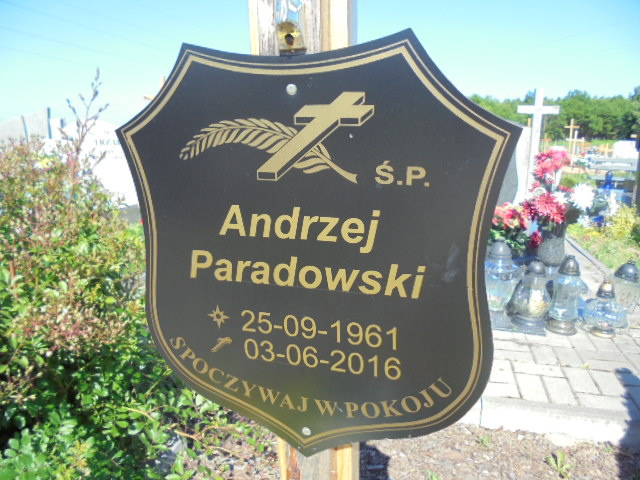 Ś.P.
Andrzej
Paradowski
25-09-1961
03-06-2016
SPOCZYWAJ W POKOJU